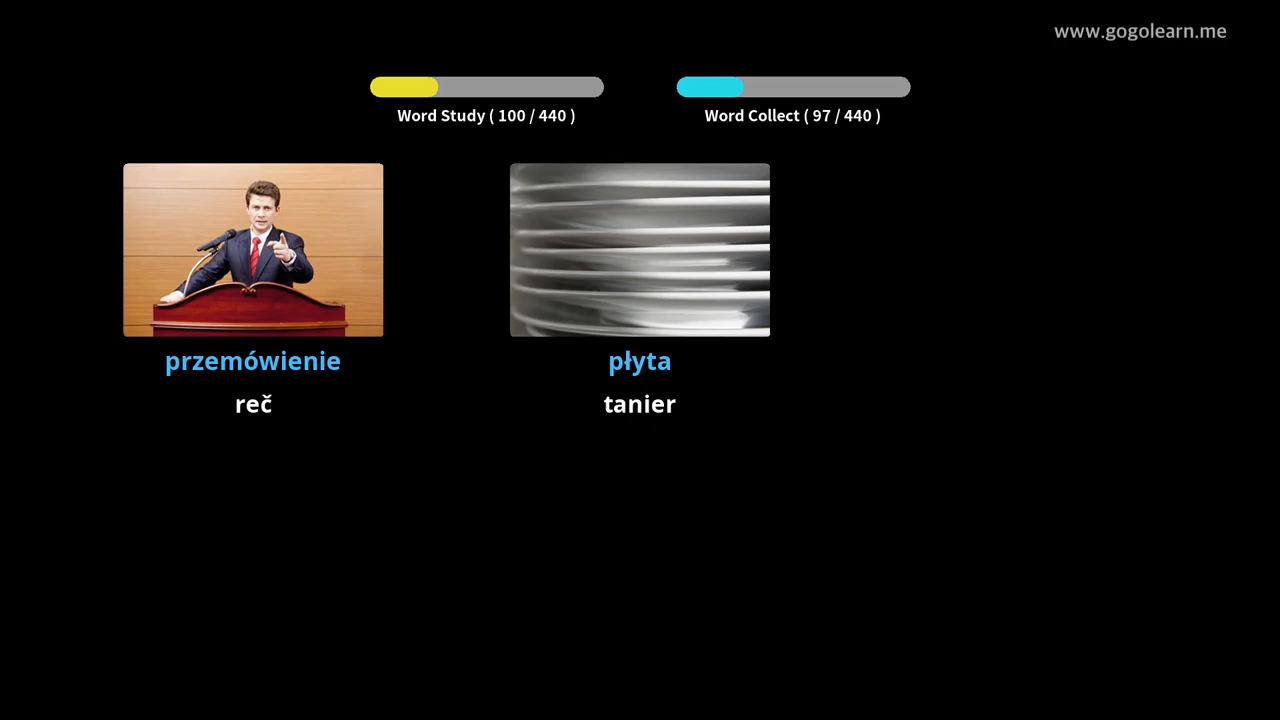 www.gogolearn.me
Word Study ( 100 / 440 )
Word Collect ( 97 / 440 )
przemówienie
reč
płyta
tanier